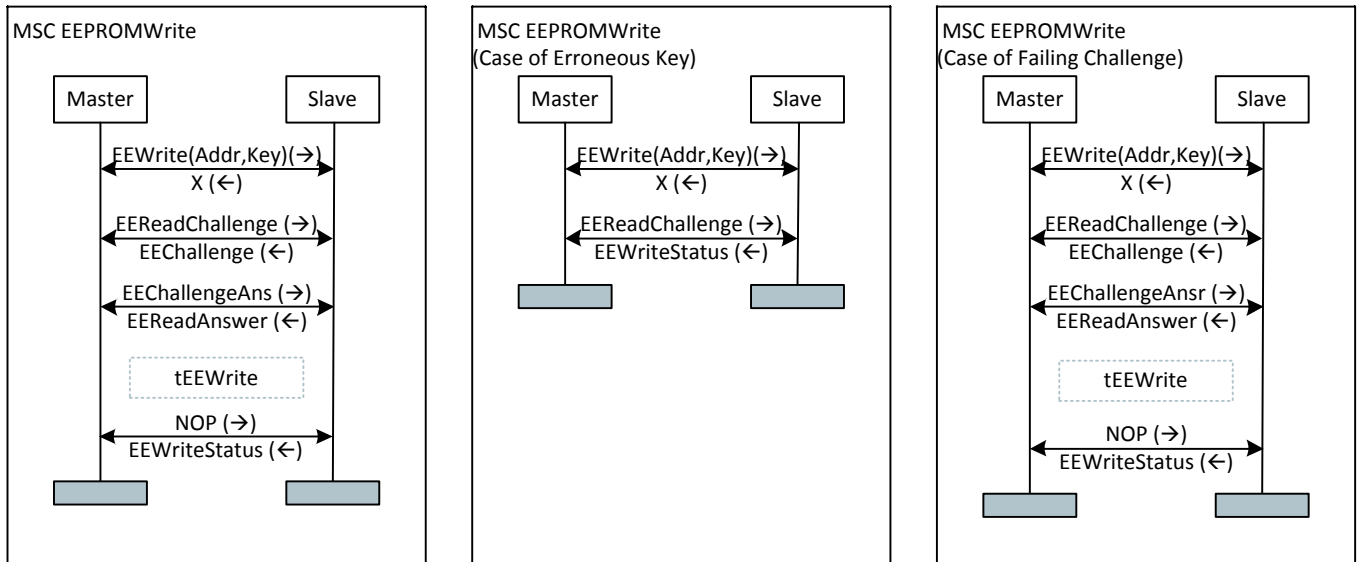 MSC EEPROMWrite
Master
Slave
EEWrite(Addr,Key)(→)
X (←)
EEReadChallenge (→)
EEChallenge (←)
EEChallengeAns (→)
EEReadAnswer (←)
tEEWrite
NOP (→)
EEWriteStatus (←)
MSC EEPROMWrite
(Case of Erroneous Key)
Master
Slave
EEWrite(Addr,Key)(→)
X (←)
EEReadChallenge (→)
EEWriteStatus (←)
MSC EEPROMWrite
(Case of Failing Challenge)
Master
Slave
EEWrite(Addr,Key)(→)
X (←)
EEReadChallenge (→)
EEChallenge (←)
EEChallengeAnsr (→)
EEReadAnswer (←)
tEEWrite
NOP (→)
EEWriteStatus (←)